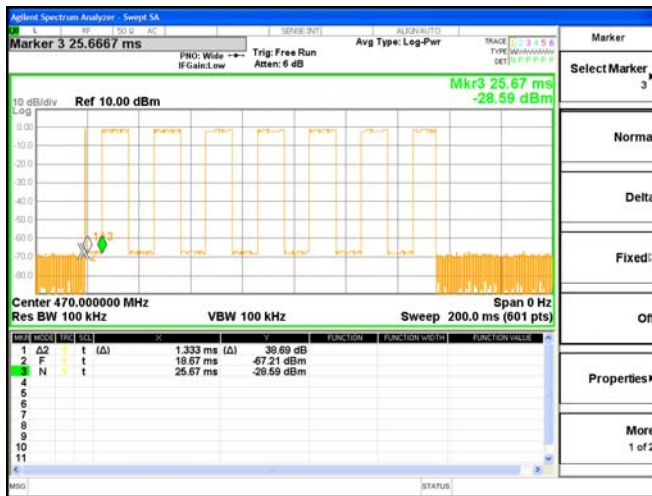 Agilent Spectrum Analyzer - Swept SA
L RF 50 Ω AC SENSE:INT ALIGN AUTO
Marker 3 25.6667 ms
PNO: Wide
IFGain:Low
Trig: Free Run
Atten: 6 dB
Avg Type: Log-Pwr
TRACE 1 2 3 4 5 6
TYPE
DET N P P P P P
Mkr3 25.67 ms
-28.59 dBm
10 dB/div Ref 10.00 dBm
Log
0.00
-10.0
-20.0
-30.0
-40.0
-50.0
-60.0
-70.0
-80.0
Center 470.000000 MHz Span 0 Hz
Res BW 100 kHz VBW 100 kHz Sweep 200.0 ms (601 pts)
MKR MODE TRC SCL X Y FUNCTION FUNCTION WIDTH FUNCTION VALUE
1 Δ2 1 t (Δ) 1.333 ms (Δ) 38.69 dB
2 F 1 t 18.67 ms -67.21 dBm
3 N 1 t 25.67 ms -28.59 dBm
4
5
6
7
8
9
10
11
MSG STATUS
Marker
Select Marker
3
Norma
Delta
Fixed
Off
Properties
More
1 of 2